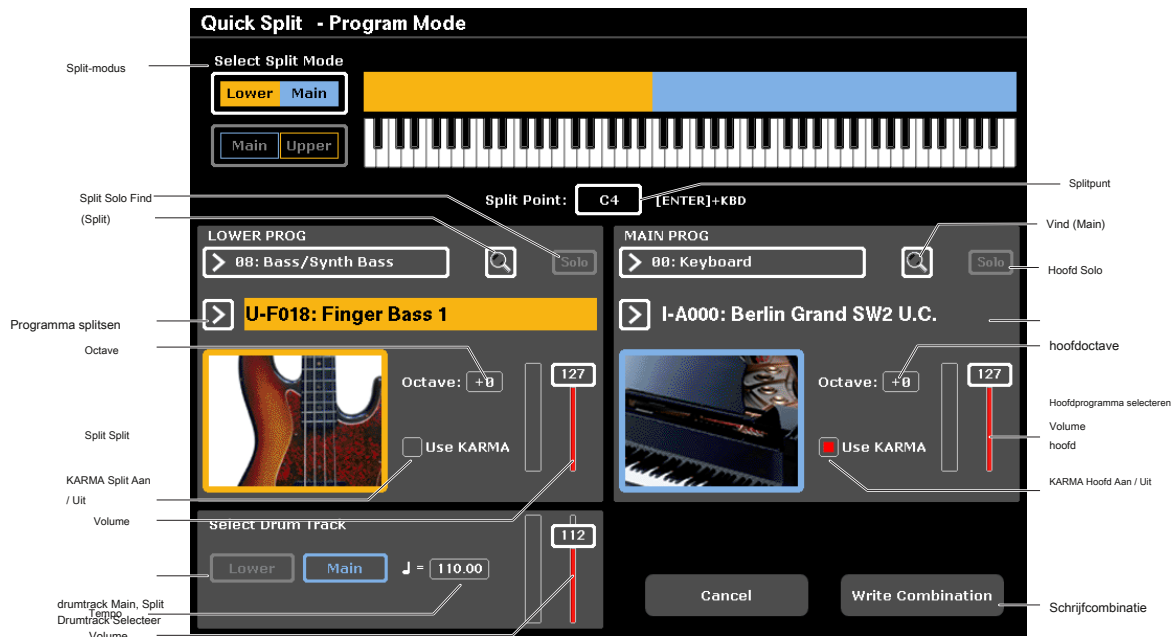 Quick Split - Program Mode
Select Split Mode
Split-modus
Lower Main
Main Upper
Split Solo Find
(Split)
Split Point: C4 [ENTER]+KBD
Splitpunt
Vind (Main)
LOWER PROG
08: Bass/Synth Bass
Solo
MAIN PROG
00: Keyboard
Solo
Hoofd Solo
Programma splitsen
U-F018: Finger Bass 1
I-A000: Berlin Grand SW2 U.C.
Octave
hoofdoctave
Octave: +0
127
Octave: +0
127
Hoofdprogramma selecteren
Volume
hoofd
Split Split
Use KARMA
Use KARMA
KARMA Split Aan
/ Uit
KARMA Hoofd Aan / Uit
Volume
Select Drum Track
112
Lower Main ♩ = 110.00
Cancel
Write Combination
Schrijfcombinatie
drumtrack Main, Split
Tempo
Drumtrack Selecteer
Volume